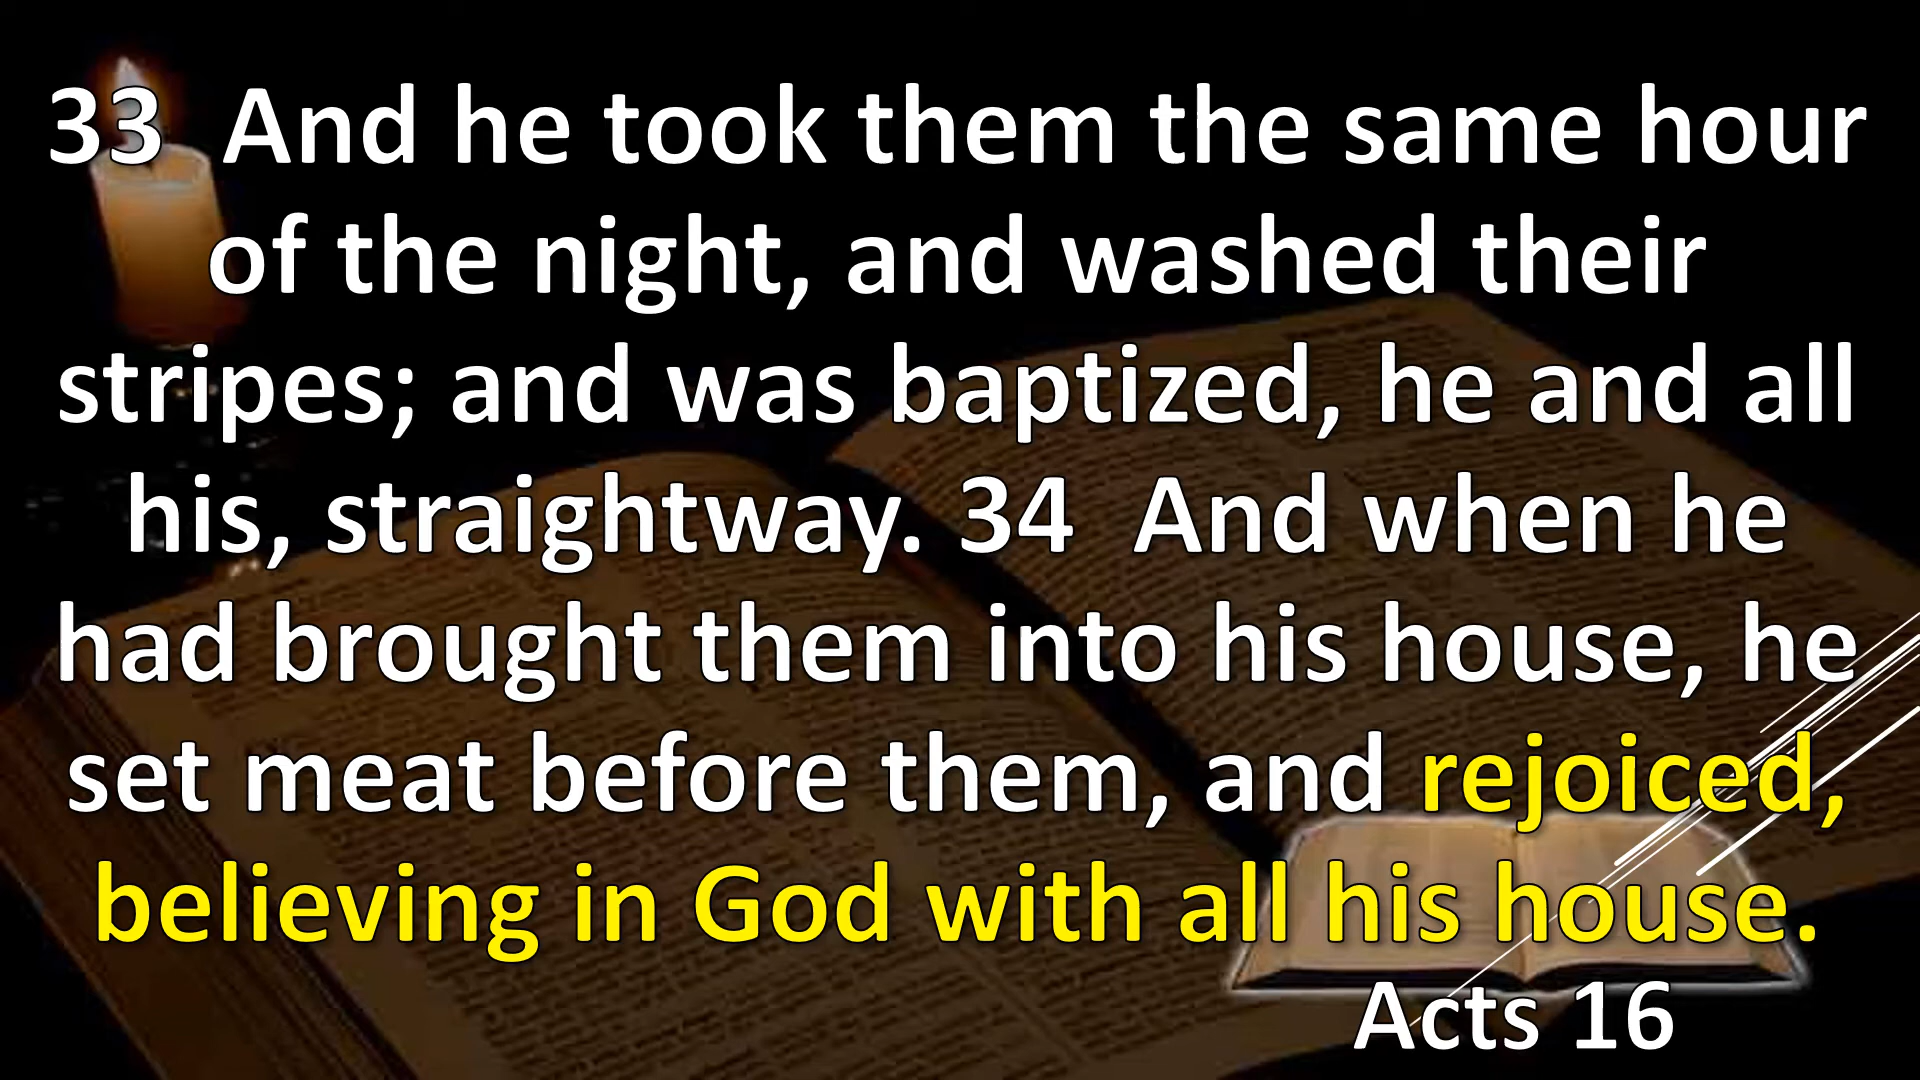 33  And he took them the same hour
of the night, and washed their
stripes; and was baptized, he and all
his, straightway. 34  And when he
had brought them into his house, he
set meat before them, and rejoiced,
believing in God with all his house.
Acts 16